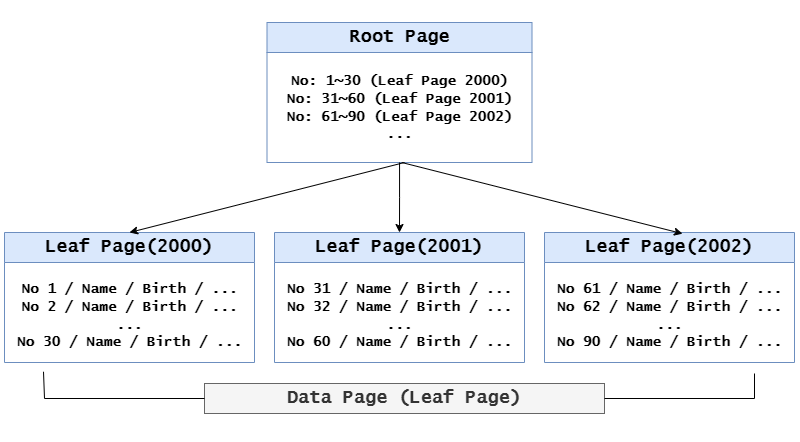 Root Page
No: 1~30 (Leaf Page 2000)
No: 31~60 (Leaf Page 2001)
No: 61~90 (Leaf Page 2002)
...
Leaf Page(2000)
No 1 / Name / Birth / ...
No 2 / Name / Birth / ...
...
No 30 / Name / Birth / ...
Leaf Page(2001)
No 31 / Name / Birth / ...
No 32 / Name / Birth / ...
...
No 60 / Name / Birth / ...
Leaf Page(2002)
No 61 / Name / Birth / ...
No 62 / Name / Birth / ...
...
No 90 / Name / Birth / ...
Data Page (Leaf Page)